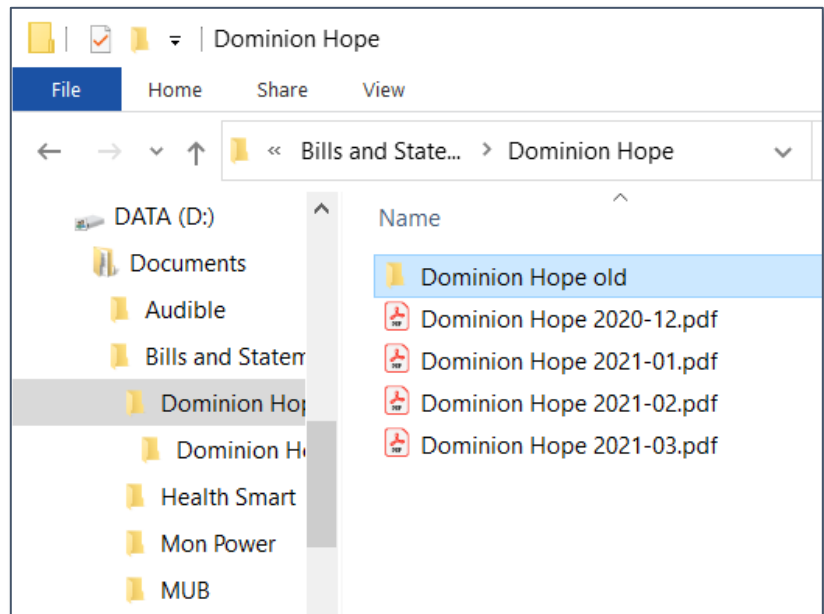 Dominion Hope
File Home Share View
« Bills and State... > Dominion Hope
DATA (D:)
Documents
Audible
Bills and Statem
Dominion Hop
Dominion He
Health Smart
Mon Power
MUB
Name
Dominion Hope old
Dominion Hope 2020-12.pdf
Dominion Hope 2021-01.pdf
Dominion Hope 2021-02.pdf
Dominion Hope 2021-03.pdf